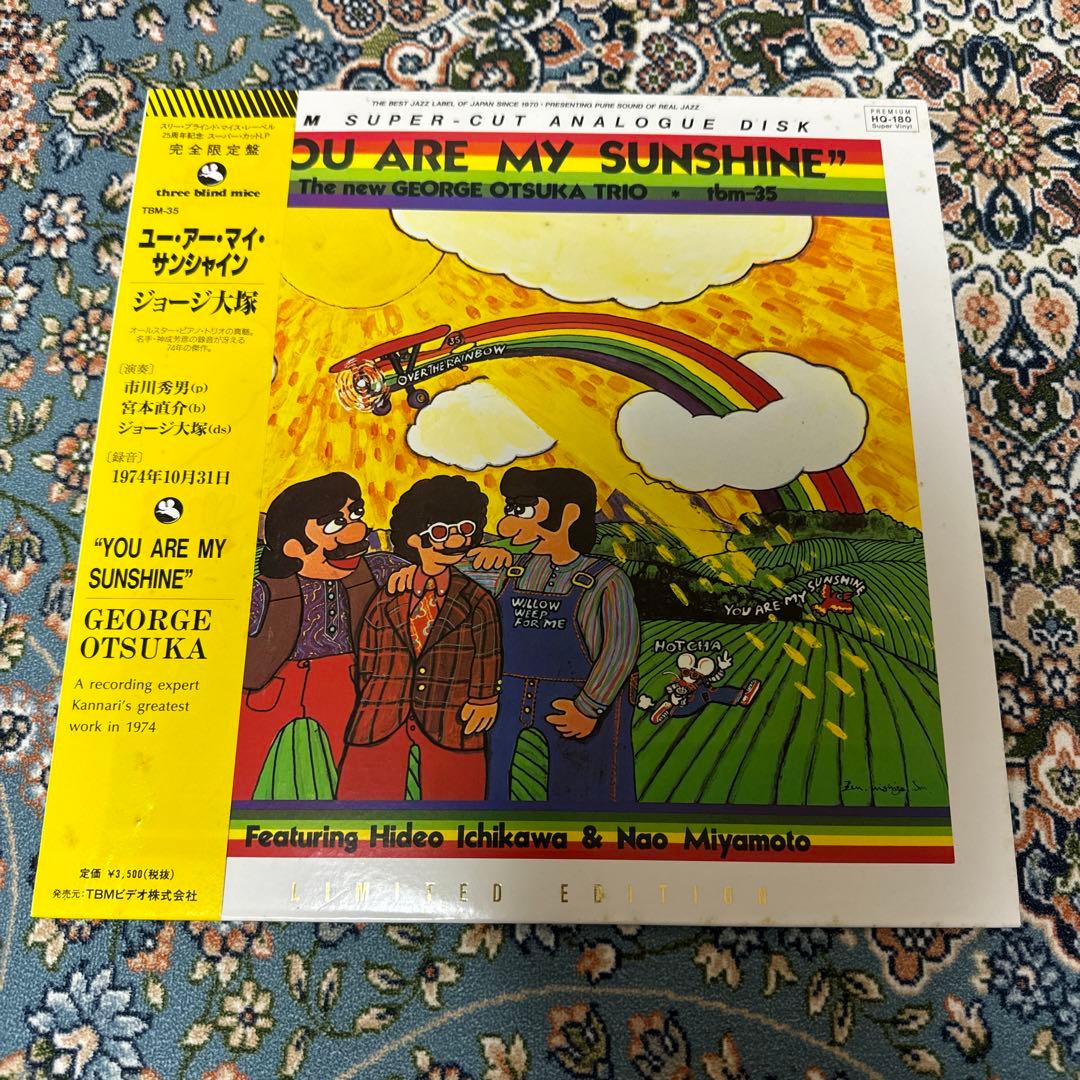 スリー・ブラインド・マイス・レーベル
25周年記念 スーパー・カットLP
完全限定盤
three blind mice
TBM-35
ユー・アー・マイ・
サンシャイン
ジョージ大塚
オールスター・ピアノ・トリオの真髄。
名手・神成芳彦の録音が冴える
74年の傑作。
〔演奏〕
市川秀男(p)
宮本直介(b)
ジョージ大塚(ds)
〔録音〕
1974年10月31日
“YOU ARE MY
SUNSHINE”
GEORGE
OTSUKA
A recording expert
Kannari's greatest
work in 1974
定価 ¥3,500(税抜)
発売元:TBMビデオ株式会社
THE BEST JAZZ LABEL OF JAPAN SINCE 1970・PRESENTING PURE SOUND OF REAL JAZZ
M SUPER-CUT ANALOGUE DISK
PREMIUM
HQ-180
Super Vinyl
OU ARE MY SUNSHINE”
The new GEORGE OTSUKA TRIO * tbm-35
35
OVER THE RAINBOW
WILLOW
WEEP
FOR ME
YOU ARE MY SUNSHINE
HOTCHA
Featuring Hideo Ichikawa & Nao Miyamoto
LIMITED EDITION